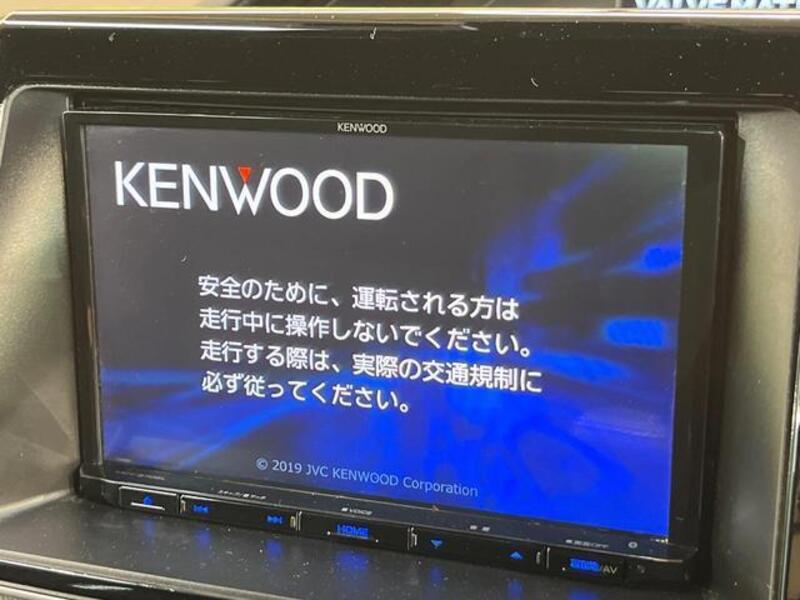 KENWOOD
KENWOOD
安全のために、運転される方は
走行中に操作しないでください。
走行する際は、実際の交通規制に
必ず従ってください。
© 2019 JVC KENWOOD Corporation
VOICE
HOME
/AV